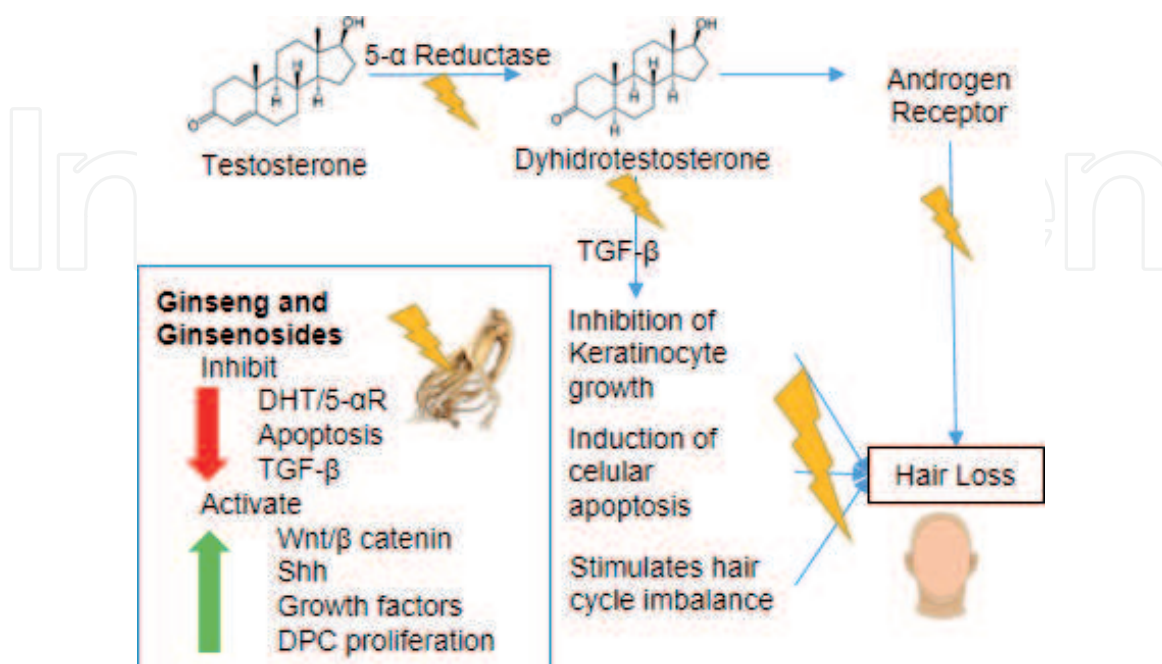 OH
OH
5-α Reductase
H
H
H
H
H
H
O
O
H
Testosterone
Dyhidrotestosterone
Androgen
Receptor
TGF-β
Ginseng and
Ginsenosides
Inhibit
DHT/5-αR
Apoptosis
TGF-β
Activate
Wnt/β catenin
Shh
Growth factors
DPC proliferation
Inhibition of
Keratinocyte
growth
Induction of
celular
apoptosis
Stimulates hair
cycle imbalance
Hair Loss